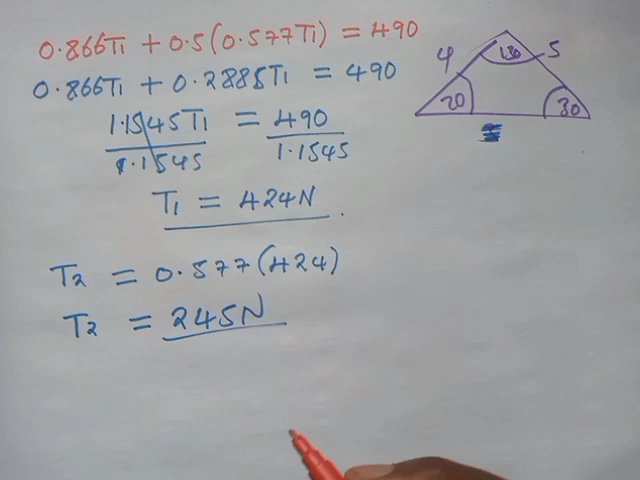 0.866T1 + 0.5(0.577T1) = 490
0.866T1 + 0.2885T1 = 490
1.1545T1 = 490
1.1545 1.1545
T1 = 424N
T2 = 0.577(424)
T2 = 245N
4 130 5
20 30